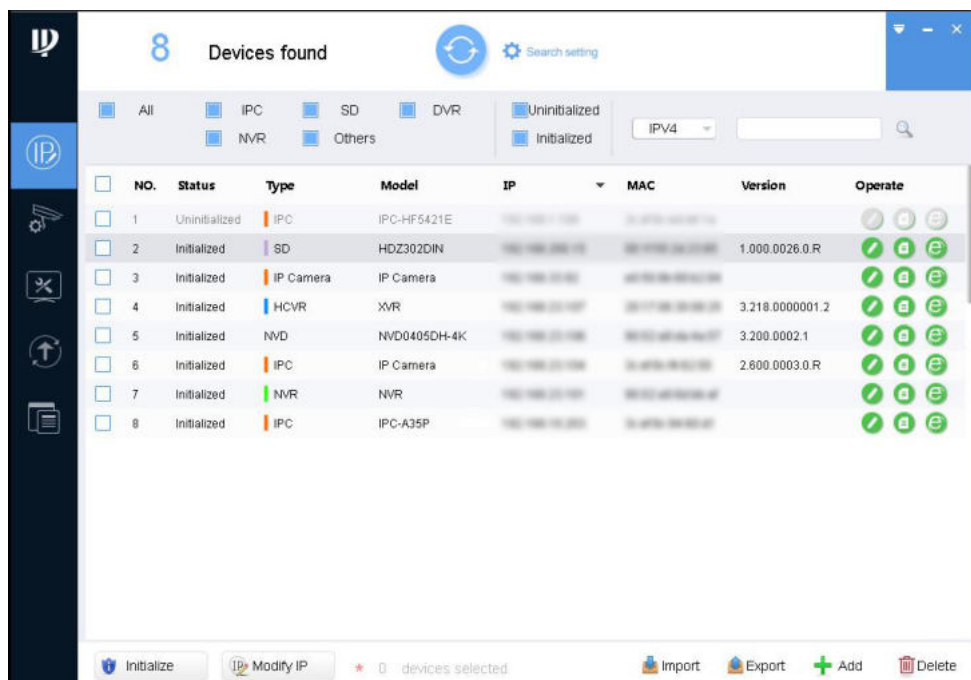 IP
8 Devices found Search setting
All IPC SD DVR Uninitialized
NVR Others Initialized IPV4
NO. Status Type Model IP MAC Version Operate
1 Uninitialized IPC IPC-HF5421E
2 Initialized SD HDZ302DIN 1.000.0026.0.R
3 Initialized IP Camera IP Camera
4 Initialized HCVR XVR 3.218.0000001.2
5 Initialized NVD NVD0405DH-4K 3.200.0002.1
6 Initialized IPC IP Camera 2.600.0003.0.R
7 Initialized NVR NVR
8 Initialized IPC IPC-A35P
Initialize IP Modify IP * 0 devices selected Import Export Add Delete